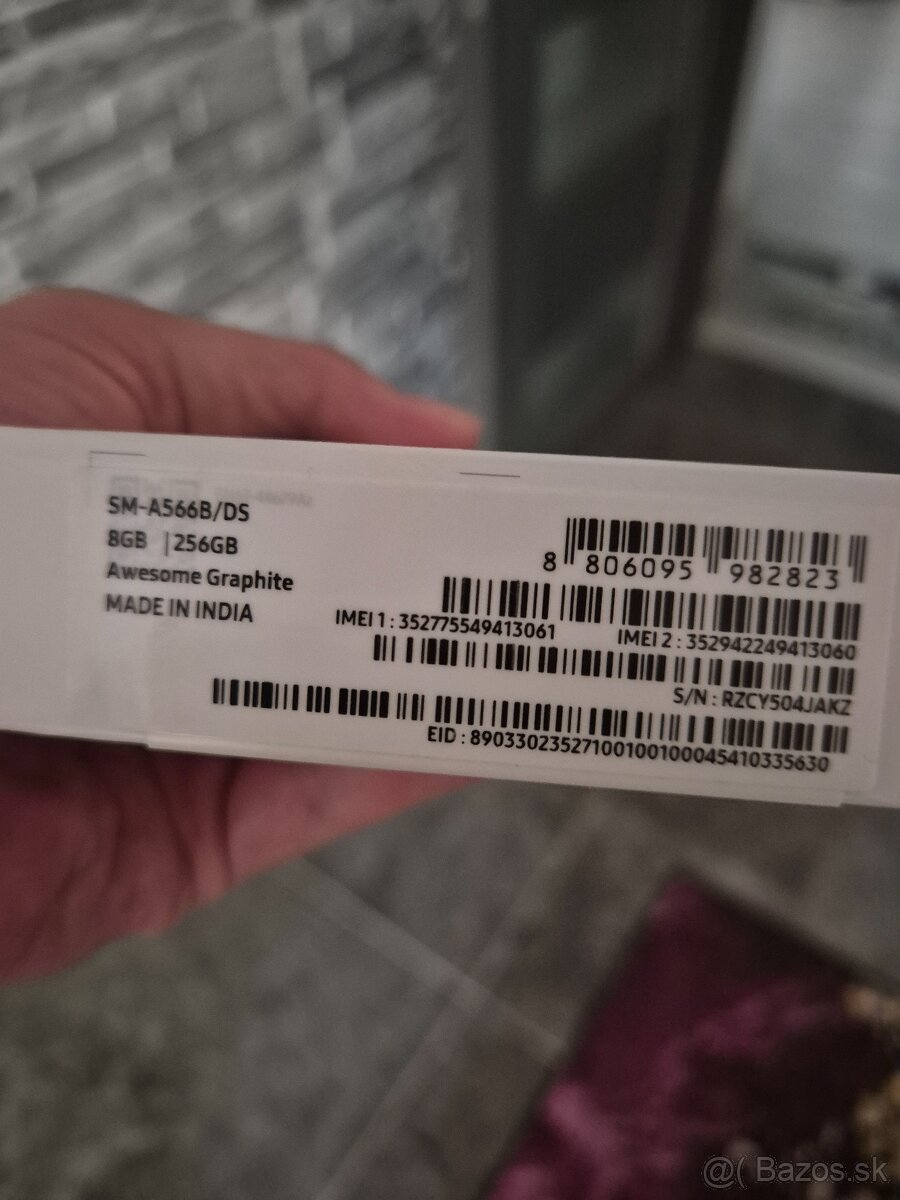 SM-A566B/DS
8GB | 256GB
Awesome Graphite
MADE IN INDIA
8 806095 982823
IMEI 1 : 352775549413061
IMEI 2 : 352942249413060
S/N : RZCY504JAKZ
EID : 89033023527100100100045410335630
@( Bazos.sk